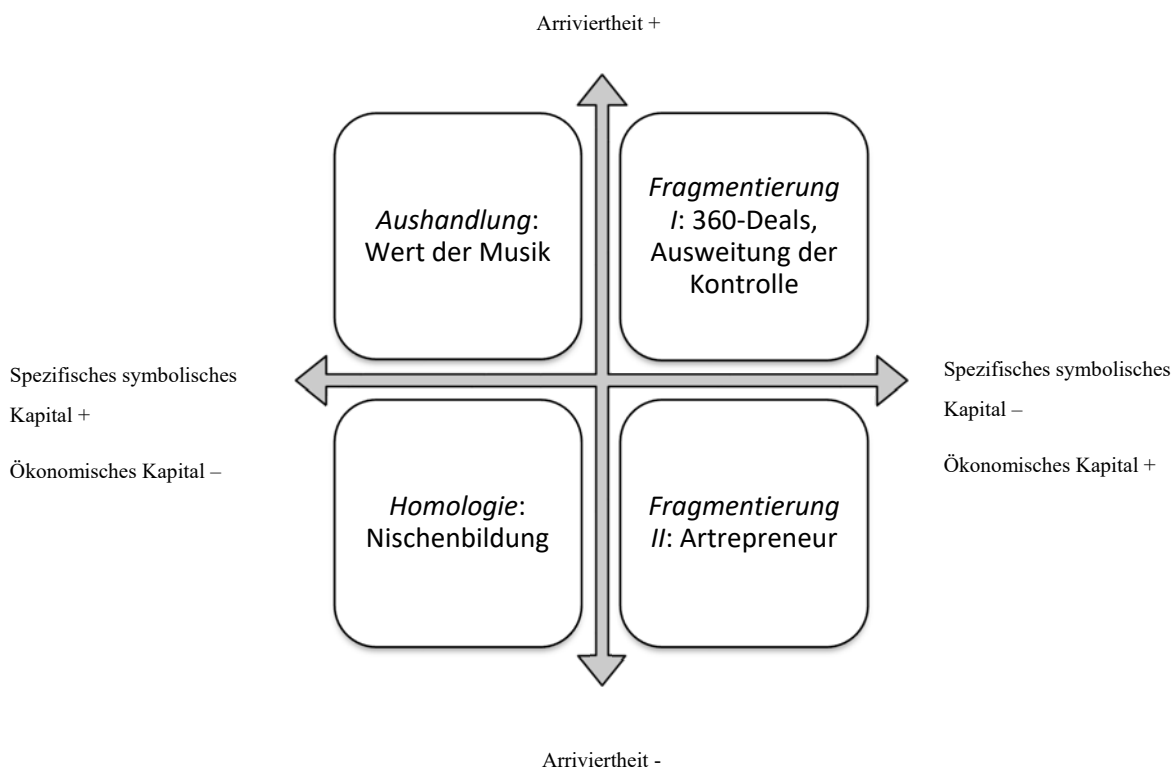 Arriviertheit +
Aushandlung:
Wert der Musik
Fragmentierung
I: 360-Deals,
Ausweitung der
Kontrolle
Spezifisches symbolisches
Kapital +
Ökonomisches Kapital –
Spezifisches symbolisches
Kapital –
Ökonomisches Kapital +
Homologie:
Nischenbildung
Fragmentierung
II: Artrepreneur
Arriviertheit -